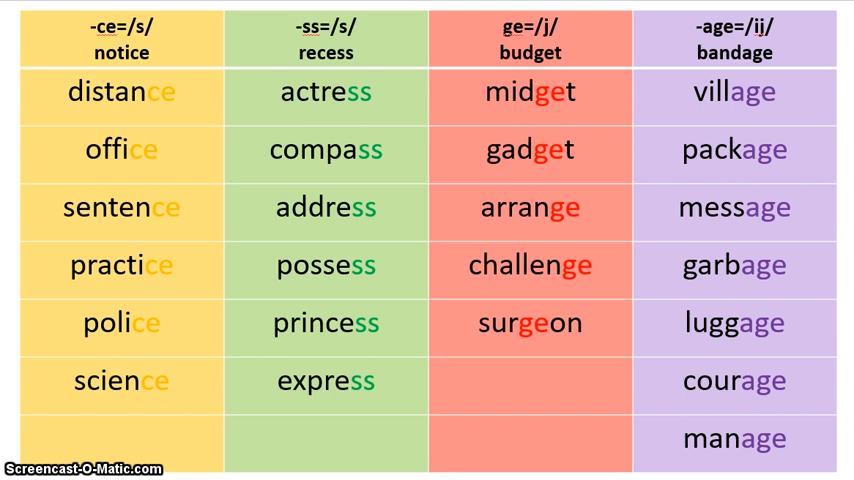 -ce=/s/ -ss=/s/ ge=/j/ -age=/ij/
notice recess budget bandage
distance actress midget village
office compass gadget package
sentence address arrange message
practice possess challenge garbage
police princess surgeon luggage
science express courage
manage
Screencast-O-Matic.com